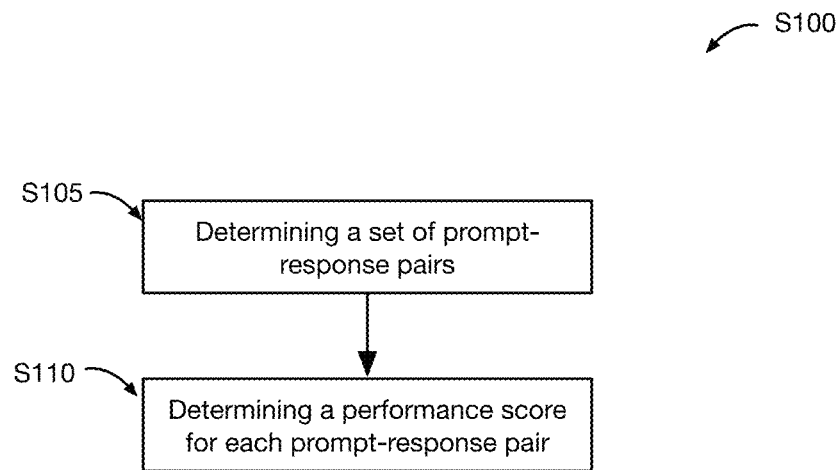 S100
S105
Determining a set of prompt-
response pairs
S110
Determining a performance score
for each prompt-response pair